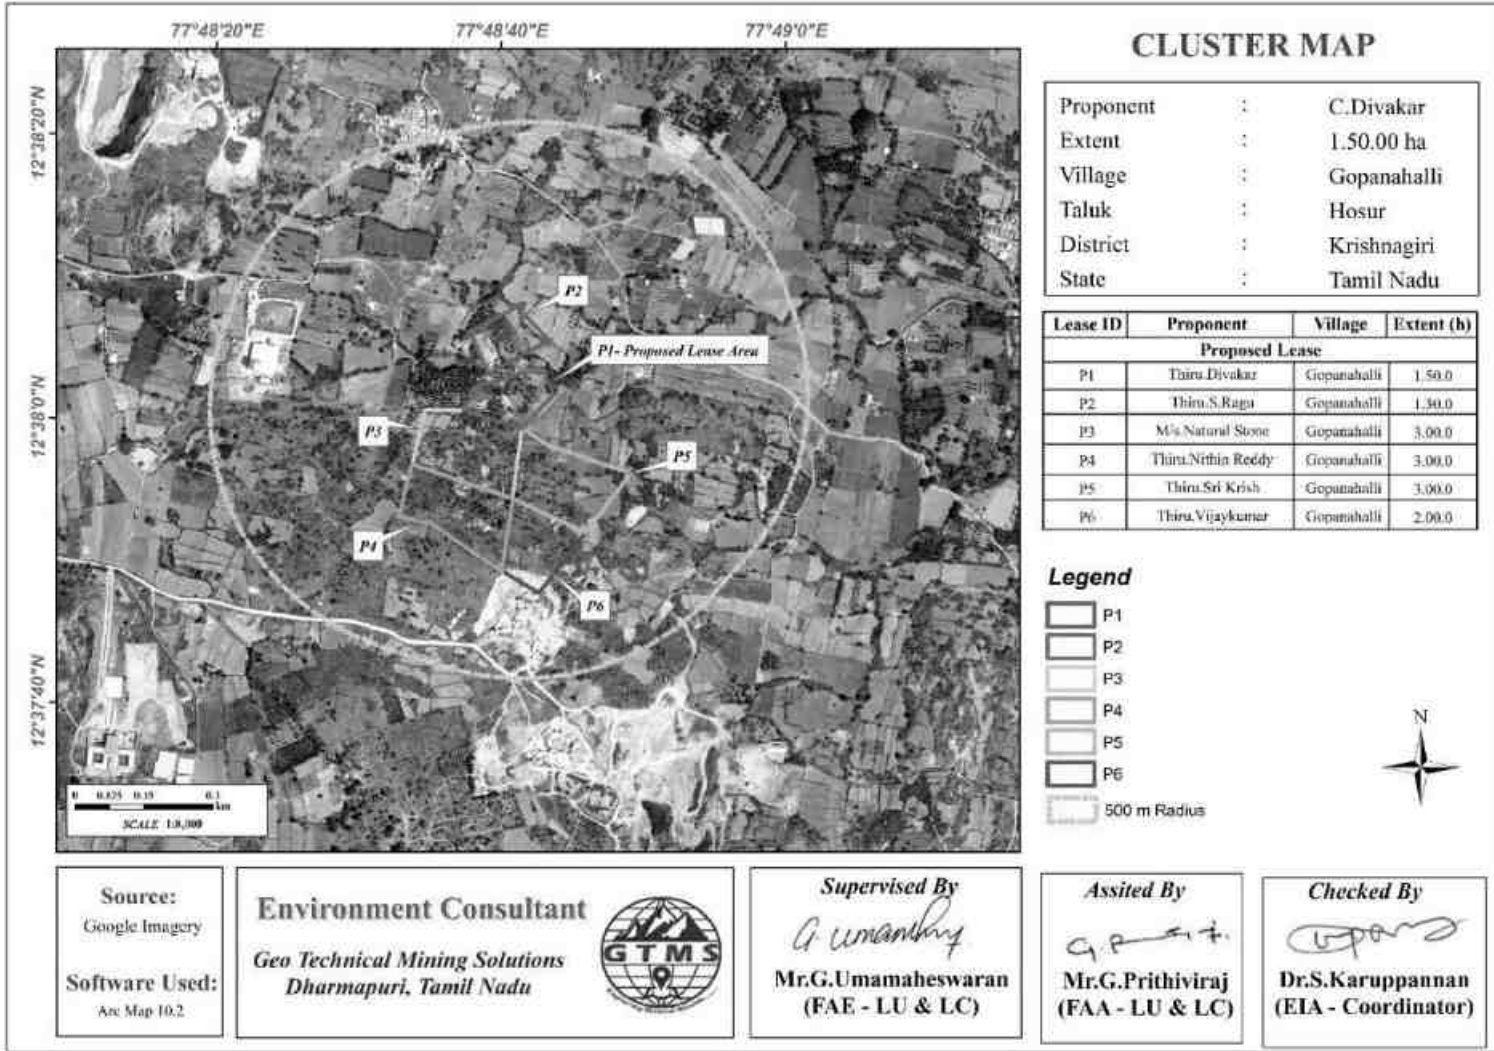 77°48'20"E 77°48'40"E 77°49'0"E
12°38'20"N
12°38'0"N
12°37'40"N
P2
P1- Proposed Lease Area
P3
P5
P4
P6
0.1
km
SCALE 1:8,000
CLUSTER MAP
Proponent : C.Divakar
Extent : 1.50.00 ha
Village : Gopanahalli
Taluk : Hosur
District : Krishnagiri
State : Tamil Nadu
Lease ID Proponent Village Extent (h)
Proposed Lease
P1 Thiru.Divakar Gopanahalli 1.50.0
P2 Thiru.S.Ragu Gopanahalli
P3 M/s.Natural Stone Gopanahalli 3.00.0
P4 Thiru.Nithin Reddy Gopanahalli 3.00.0
P5 Thiru.Sri Krish Gopanahalli 3.00.0
P6 Thiru.Vijaykumar Gopanahalli 2.00.0
Legend
P1
P2
P3
P4
P5
P6
500 m Radius
N
Source:
Google Imagery
Software Used:
Arc Map 10.2
Environment Consultant
Geo Technical Mining Solutions
Dharmapuri, Tamil Nadu
GTMS
Supervised By
Mr.G.Umamaheswaran
(FAE - LU & LC)
Assited By
Mr.G.Prithiviraj
(FAA - LU & LC)
Checked By
Dr.S.Karuppannan
(EIA - Coordinator)